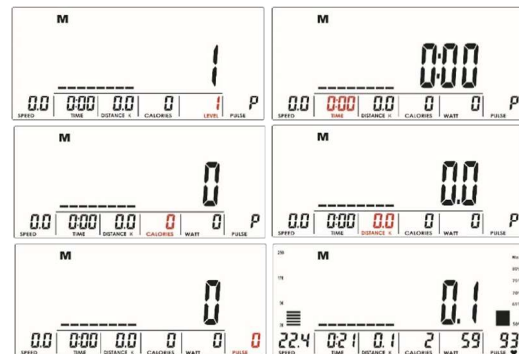 M
1
0.0 0:00 0.0 0 1 P
SPEED TIME DISTANCE K CALORIES LEVEL PULSE
M
0:00
0.0 0:00 0.0 0 0 P
SPEED TIME DISTANCE K CALORIES WATT PULSE
M
0
0.0 0:00 0.0 0 0 P
SPEED TIME DISTANCE K CALORIES WATT PULSE
M
0.0
0.0 0:00 0.0 0 0 P
SPEED TIME DISTANCE K CALORIES WATT PULSE
M
0
0.0 0:00 0.0 0 0 0
SPEED TIME DISTANCE K CALORIES WATT PULSE
M
0.1
22.4 0:21 0.1 2 59 93
SPEED TIME DISTANCE K CALORIES WATT PULSE